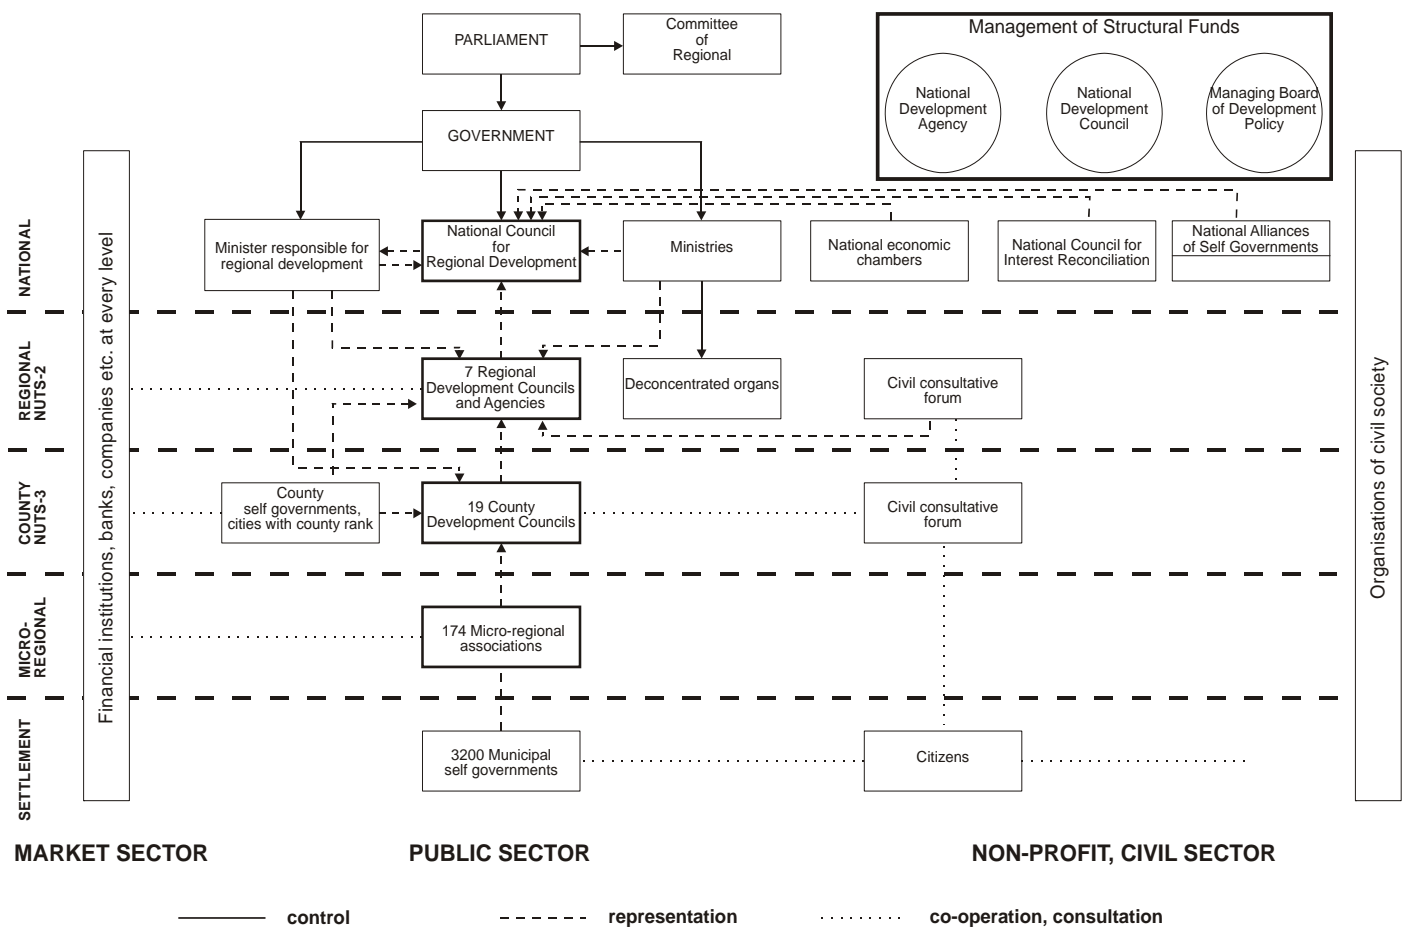 PARLIAMENT
Committee
of
Regional
Management of Structural Funds
National
Development
Agency
National
Development
Council
Managing Board
of Development
Policy
GOVERNMENT
NATIONAL
Minister responsible for
regional development
National Council
for
Regional Development
Ministries
National economic
chambers
National Council for
Interest Reconciliation
National Alliances
of Self Governments
REGIONAL
NUTS-2
7 Regional
Development Councils
and Agencies
Deconcentrated organs
Civil consultative
forum
COUNTY
NUTS-3
County
self governments,
cities with county rank
19 County
Development Councils
Civil consultative
forum
MICRO-
REGIONAL
174 Micro-regional
associations
SETTLEMENT
3200 Municipal
self governments
Citizens
Financial institutions, banks, companies etc. at every level
Organisations of civil society
MARKET SECTOR
PUBLIC SECTOR
NON-PROFIT, CIVIL SECTOR
control
representation
co-operation, consultation